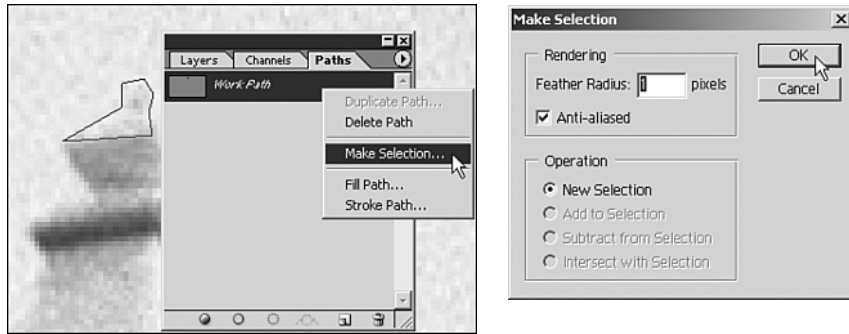 Layers Channels Paths
Work Path
Duplicate Path...
Delete Path
Make Selection...
Fill Path...
Stroke Path...
Make Selection
Rendering
Feather Radius: pixels
Anti-aliased
OK
Cancel
Operation
New Selection
Add to Selection
Subtract from Selection
Intersect with Selection